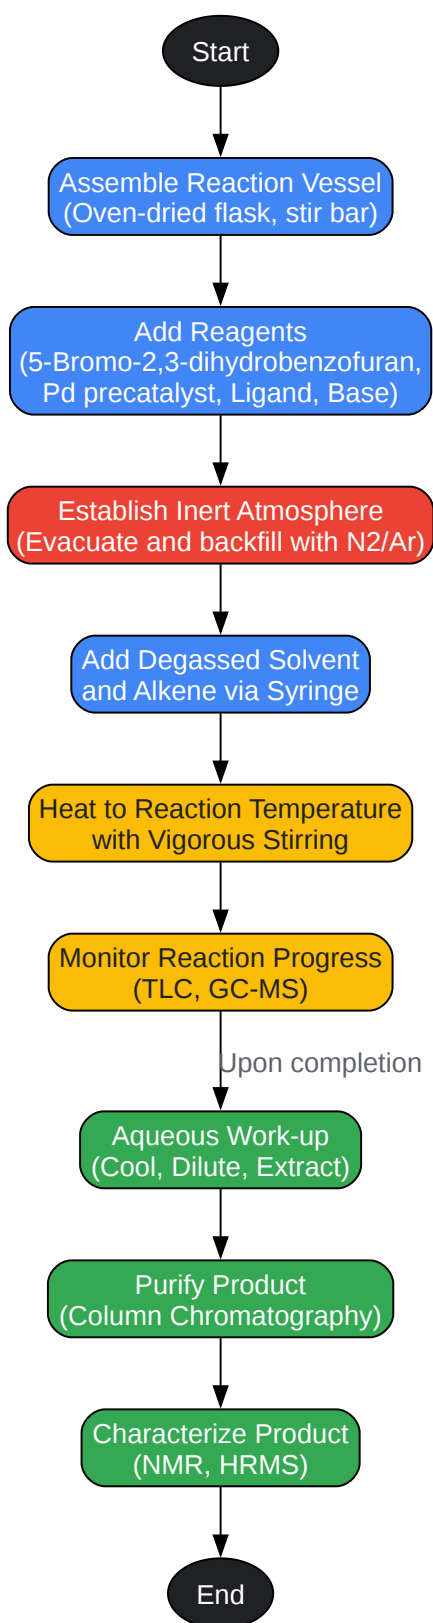 Start
Assemble Reaction Vessel
(Oven-dried flask, stir bar)
Add Reagents
(5-Bromo-2,3-dihydrobenzofuran,
Pd precatalyst, Ligand, Base)
Establish Inert Atmosphere
(Evacuate and backfill with N2/Ar)
Add Degassed Solvent
and Alkene via Syringe
Heat to Reaction Temperature
with Vigorous Stirring
Monitor Reaction Progress
(TLC, GC-MS)
Upon completion
Aqueous Work-up
(Cool, Dilute, Extract)
Purify Product
(Column Chromatography)
Characterize Product
(NMR, HRMS)
End